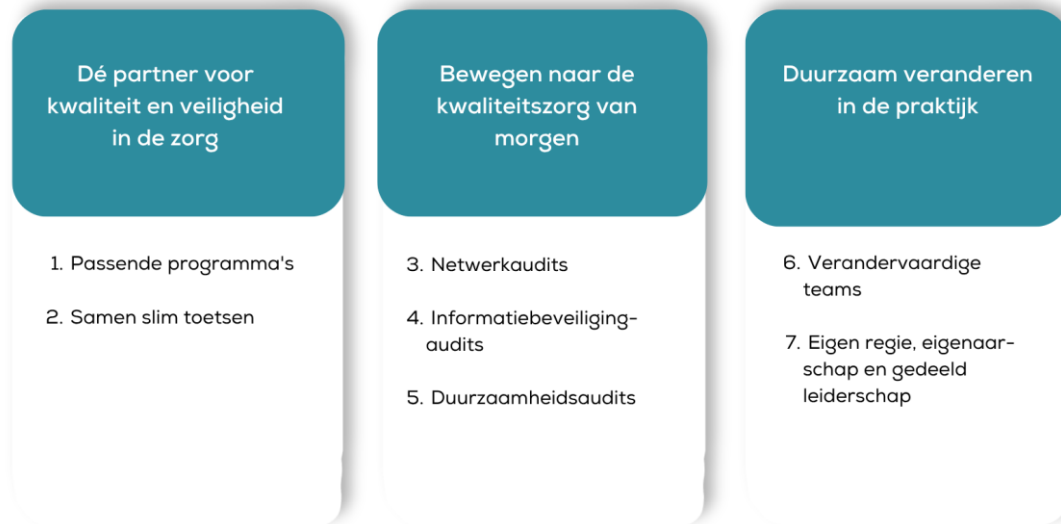 Dé partner voor
kwaliteit en veiligheid
in de zorg
1. Passende programma's
2. Samen slim toetsen
Bewegen naar de
kwaliteitszorg van
morgen
3. Netwerkaudits
4. Informatiebeveiliging-
audits
5. Duurzaamheidsaudits
Duurzaam veranderen
in de praktijk
6. Verandervaardige
teams
7. Eigen regie, eigenaar-
schap en gedeeld
leiderschap